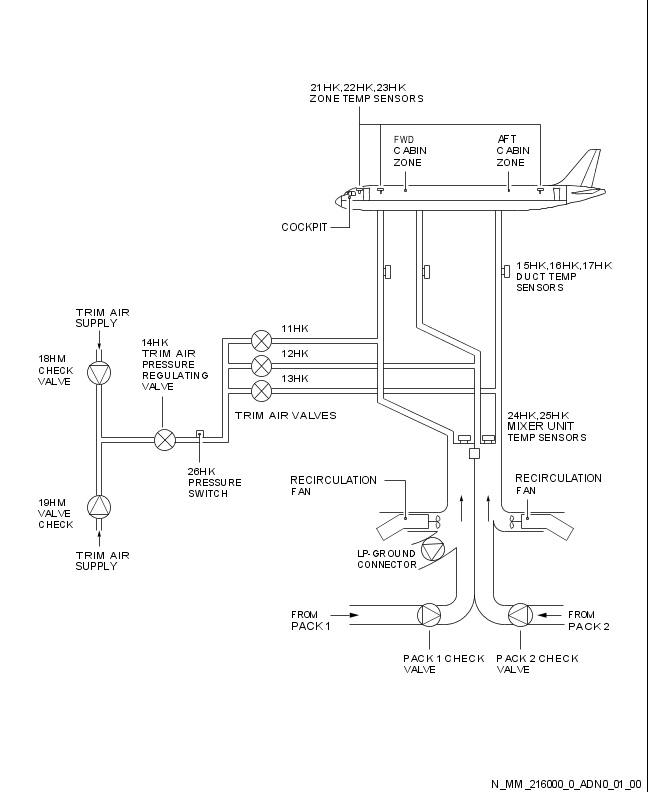 21HK,22HK,23HK
ZONE TEMP SENSORS
FWD
CABIN
ZONE
AFT
CABIN
ZONE
COCKPIT
15HK,16HK,17HK
DUCT TEMP
SENSORS
TRIM AIR
SUPPLY
14HK
TRIM AIR
PRESSURE
REGULATING
VALVE
11HK
12HK
13HK
18HM
CHECK
VALVE
TRIM AIR VALVES
24HK,25HK
MIXER UNIT
TEMP SENSORS
26HK
PRESSURE
SWITCH
RECIRCULATION
FAN
RECIRCULATION
FAN
19HM
VALVE
CHECK
TRIM AIR
SUPPLY
LP-GROUND
CONNECTOR
FROM
PACK 1
FROM
PACK 2
PACK 1 CHECK
VALVE
PACK 2 CHECK
VALVE
N_MM_216000_0_ADN0_01_00